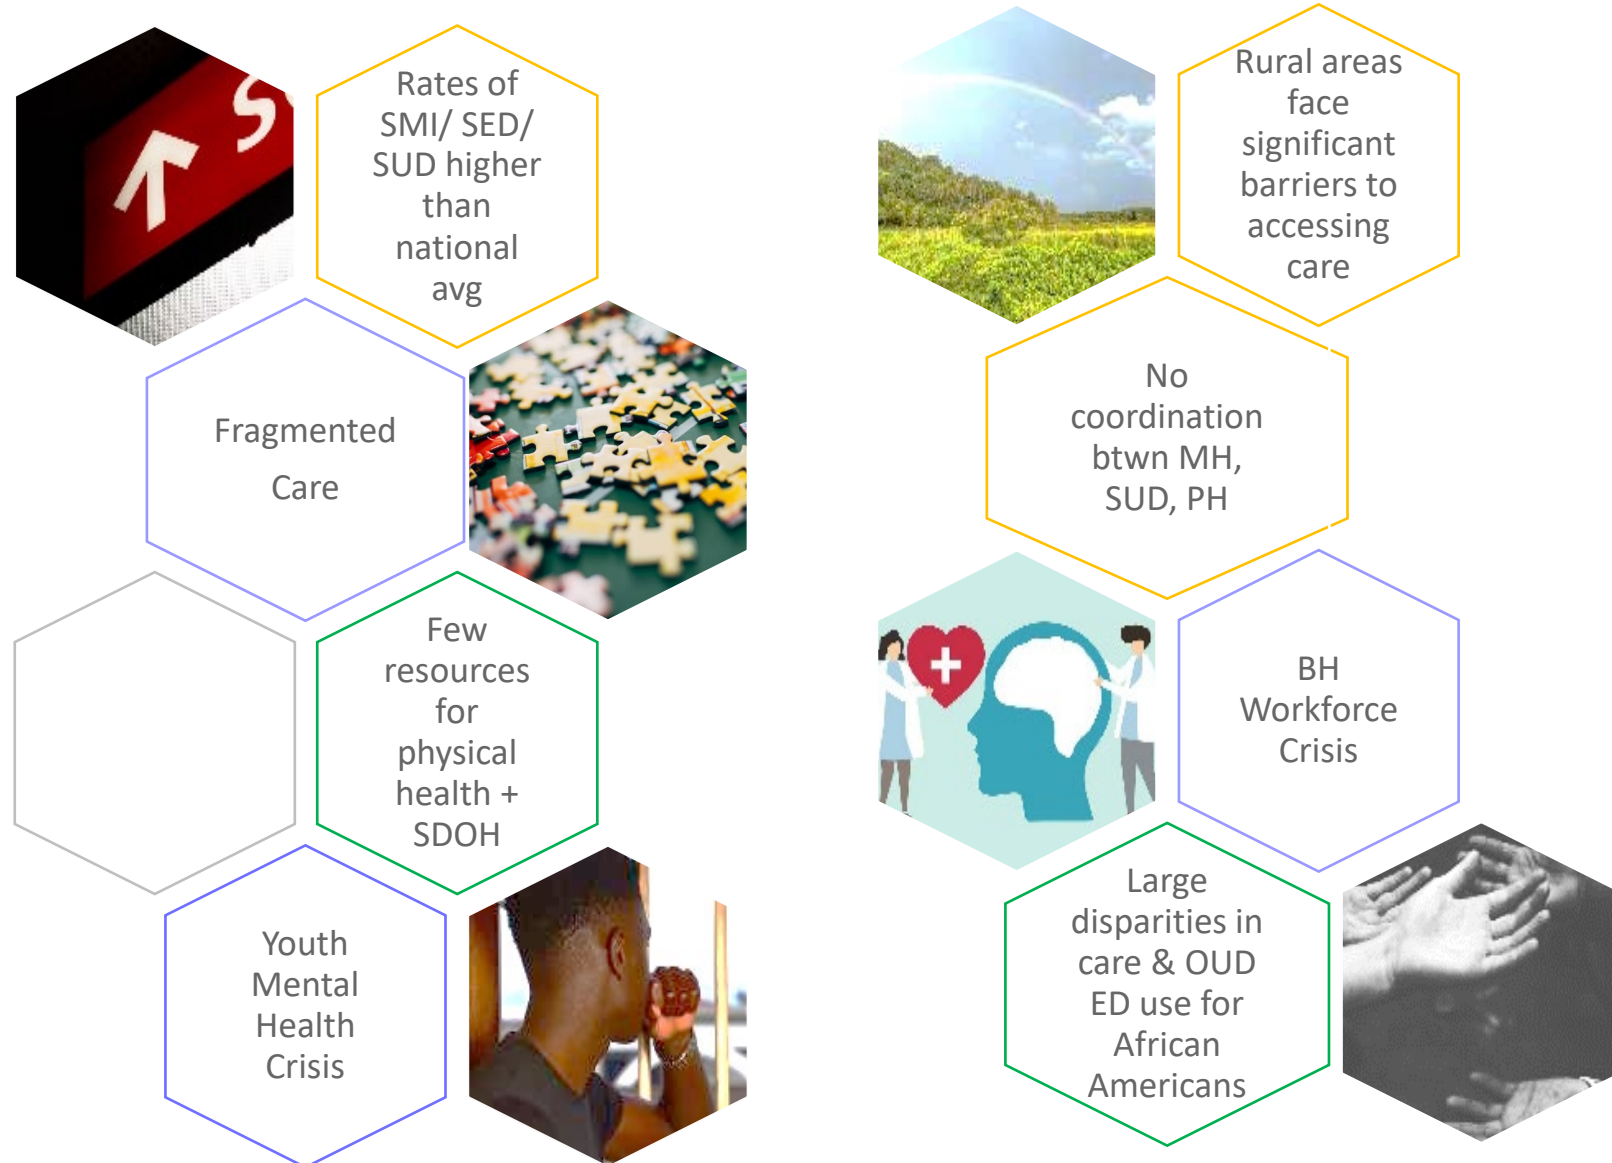 Rates of
SMI/ SED/
SUD higher
than
national
avg
Fragmented
Care
Few
resources
for
physical
health +
SDOH
Youth
Mental
Health
Crisis
Rural areas
face
significant
barriers to
accessing
care
No
coordination
btwn MH,
SUD, PH
BH
Workforce
Crisis
Large
disparities in
care & OUD
ED use for
African
Americans